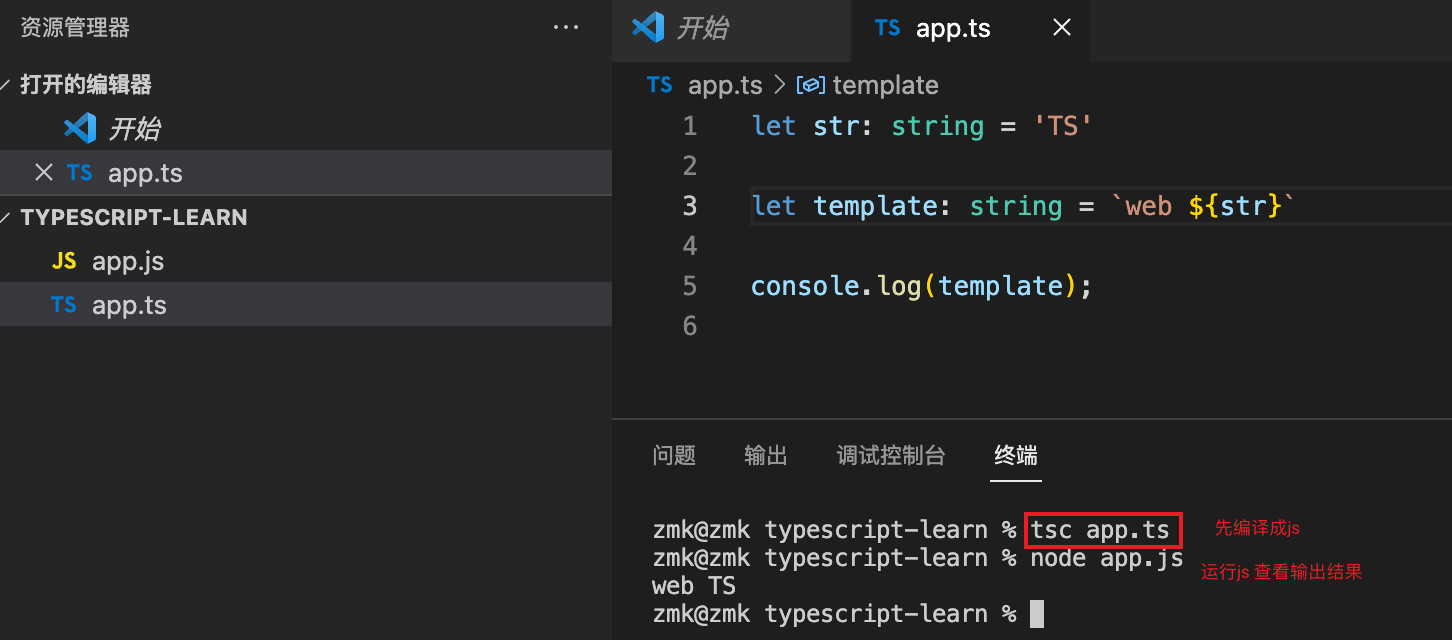 资源管理器 ···
打开的编辑器
开始
TS app.ts
TYPESCRIPT-LEARN
JS app.js
TS app.ts
开始
TS app.ts
TS app.ts > template
1 let str: string = 'TS'
2
3 let template: string = `web ${str}`
4
5 console.log(template);
6
问题 输出 调试控制台 终端
zmk@zmk typescript-learn % tsc app.ts 先编译成js
zmk@zmk typescript-learn % node app.js 运行js 查看输出结果
web TS
zmk@zmk typescript-learn %